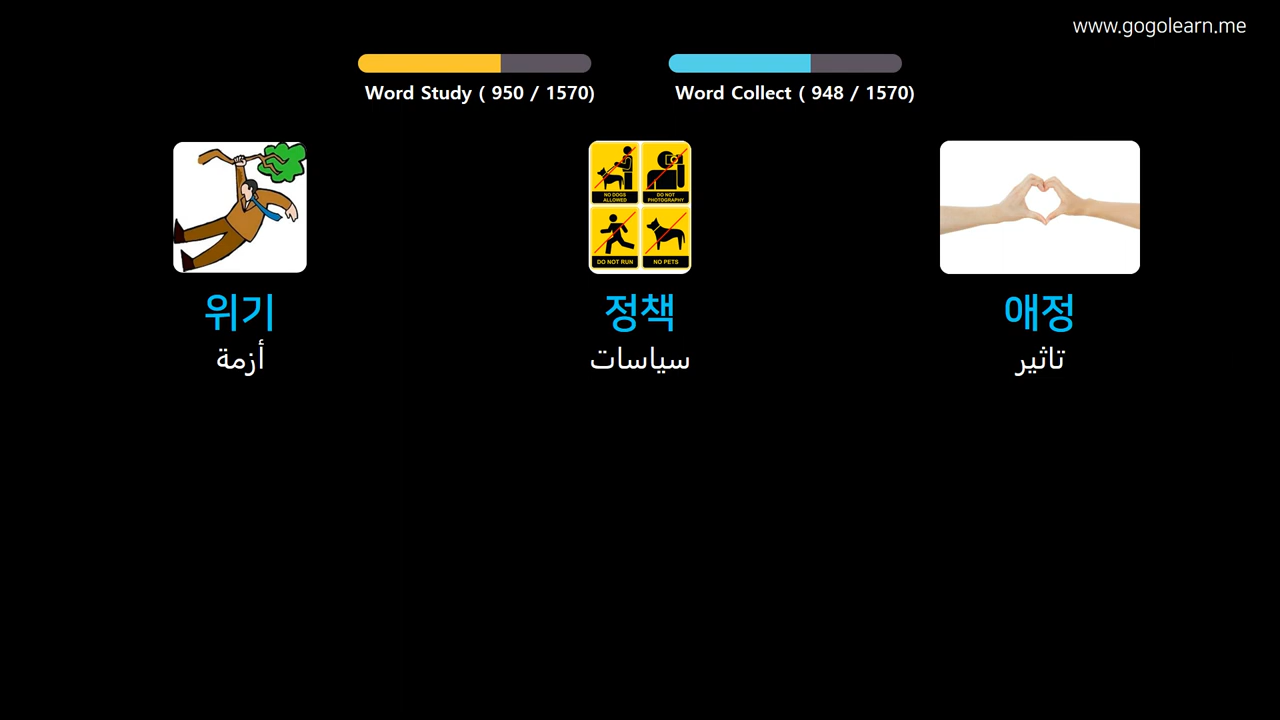 www.gogolearn.me
Word Study ( 950 / 1570)
Word Collect ( 948 / 1570)
NO DOGS
ALLOWED
DO NOT
PHOTOGRAPHY
DO NOT RUN
NO PETS
위기
정책
애정
أزمة
سياسات
تاثير